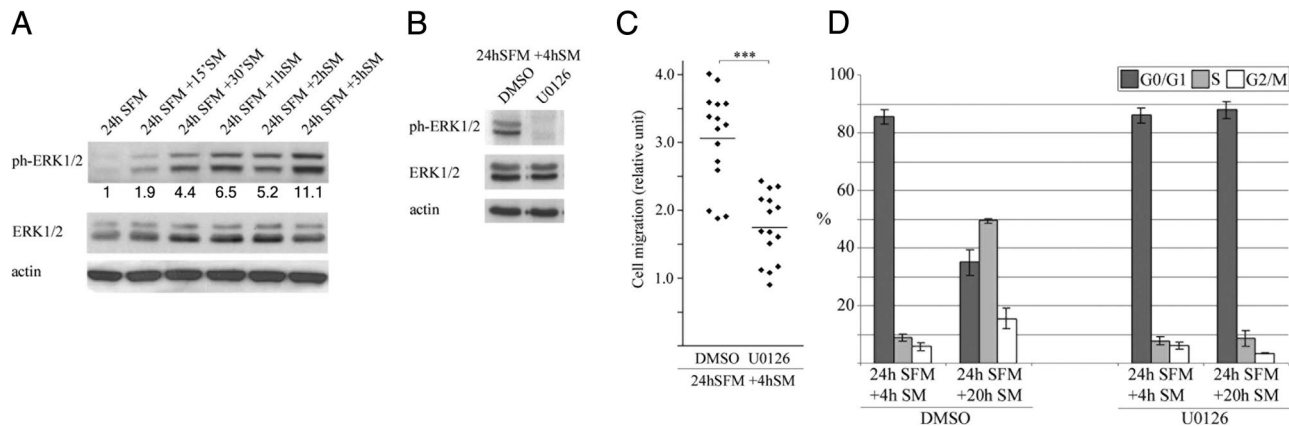 A
24h SFM
24h SFM +15'SM
24h SFM +30'SM
24h SFM +1hSM
24h SFM +2hSM
24h SFM +3hSM
ph-ERK1/2
1 1.9 4.4 6.5 5.2 11.1
ERK1/2
actin
B
24hSFM +4hSM
DMSO U0126
ph-ERK1/2
ERK1/2
actin
C
***
Cell migration (relative unit)
4.0
3.0
2.0
1.0
DMSO U0126
24hSFM +4hSM
D
G0/G1 S G2/M
%
100
80
60
40
20
24h SFM 24h SFM 24h SFM 24h SFM
+4h SM +20h SM +4h SM +20h SM
DMSO U0126